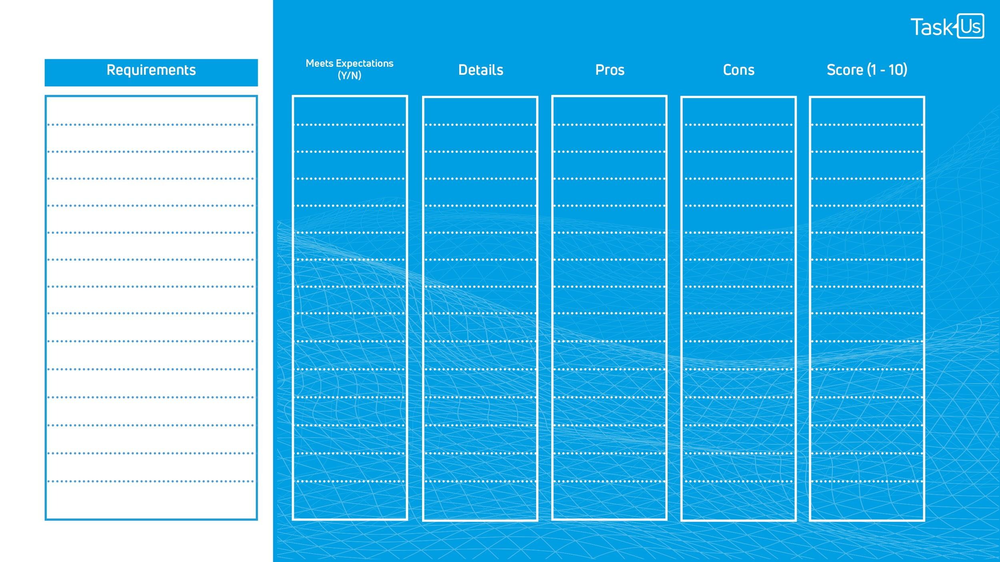 TaskUs
Requirements
Meets Expectations
(Y/N)
Details
Pros
Cons
Score (1 - 10)